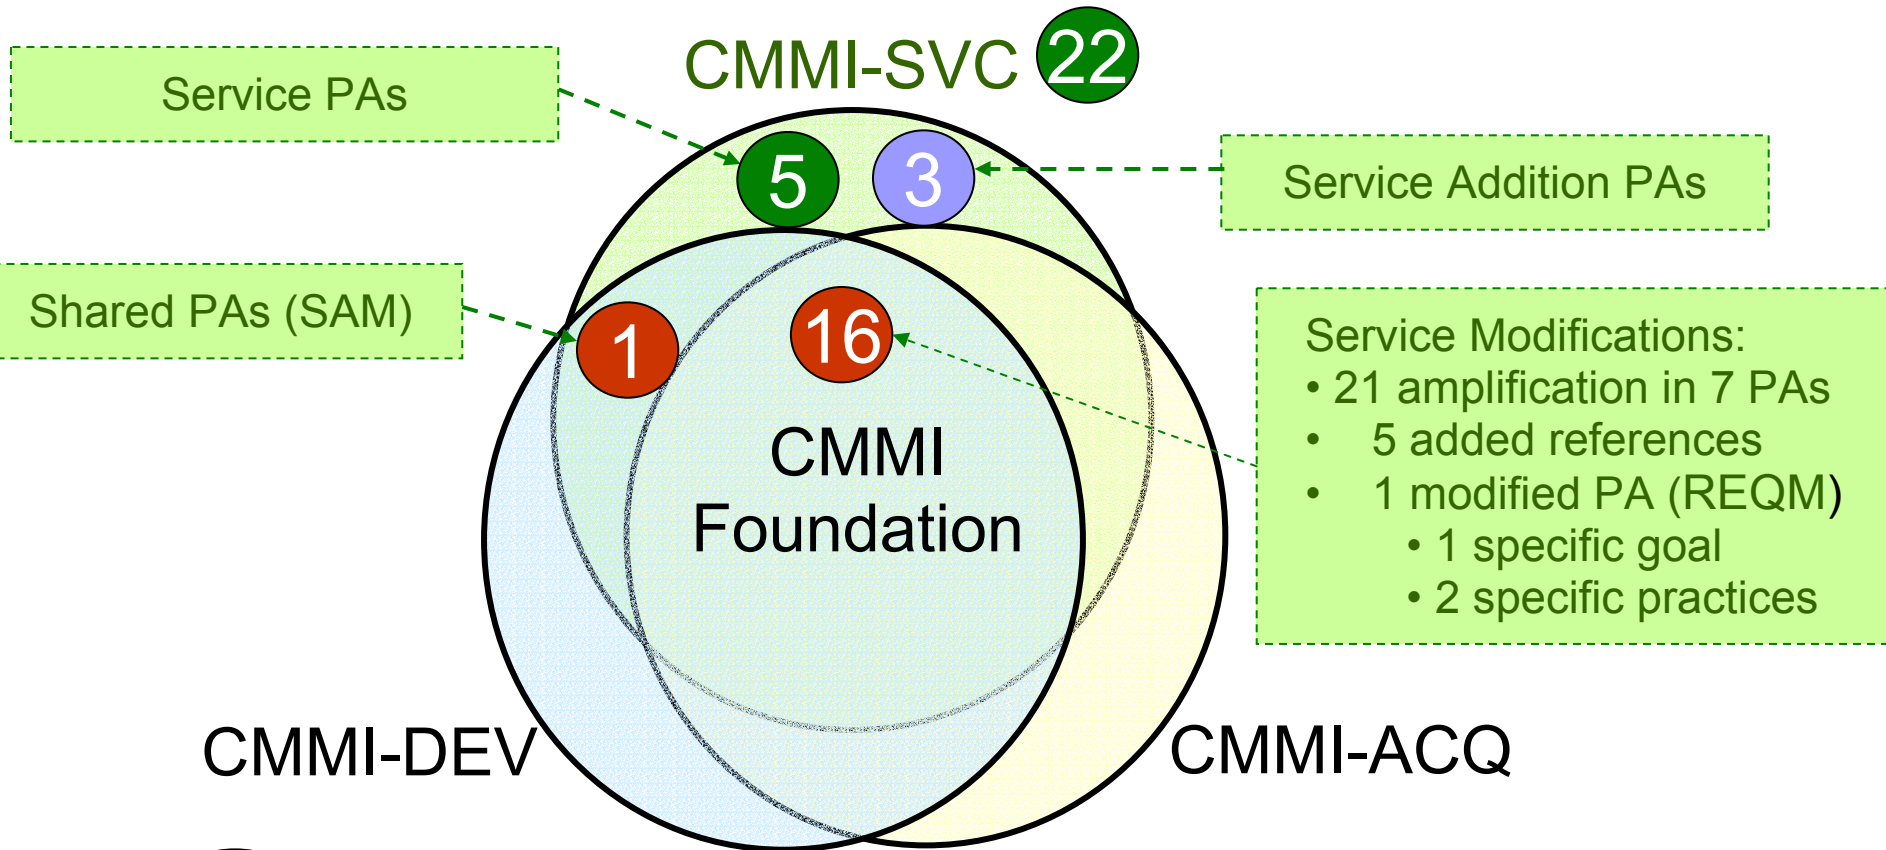 CMMI-SVC 22
Service PAs
5
3
Service Addition PAs
Shared PAs (SAM)
1
16
Service Modifications:
• 21 amplification in 7 PAs
• 5 added references
• 1 modified PA (REQM)
• 1 specific goal
• 2 specific practices
CMMI
Foundation
CMMI-DEV
CMMI-ACQ